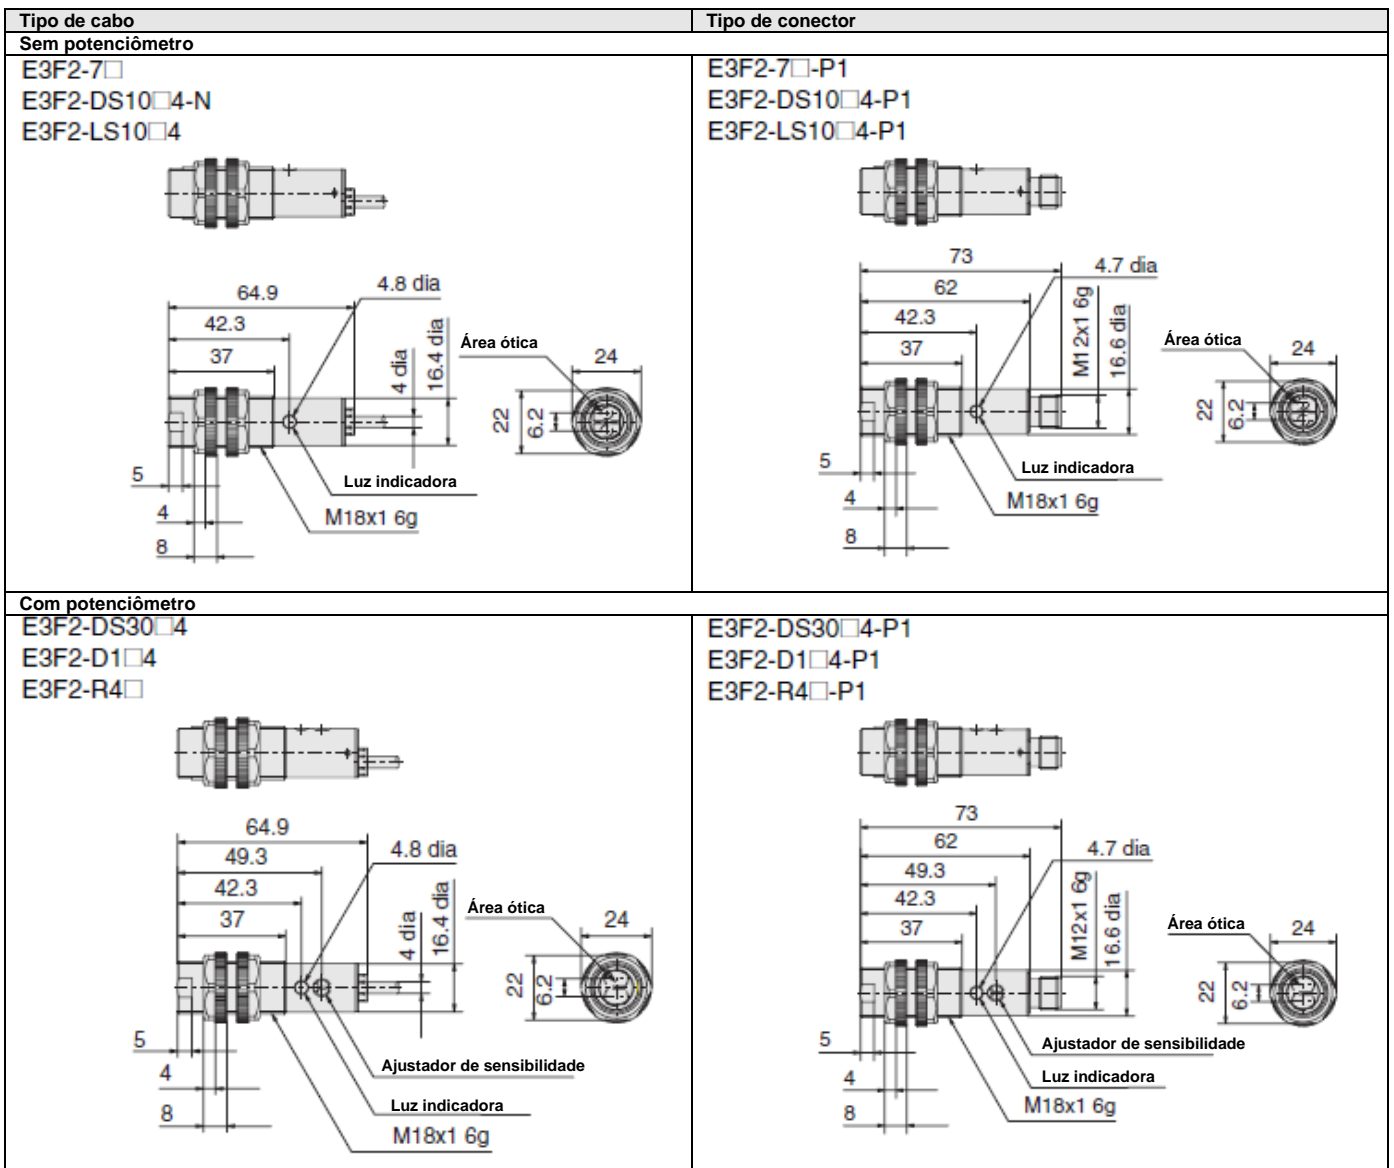 Tipo de cabo
Tipo de conector
Sem potenciômetro
E3F2-7□
E3F2-DS10□4-N
E3F2-LS10□4
64.9
4.8 dia
42.3
37
4 dia
16.4 dia
Área ótica
24
22
6.2
5
Luz indicadora
4
M18x1 6g
8
E3F2-7□-P1
E3F2-DS10□4-P1
E3F2-LS10□4-P1
73
4.7 dia
62
42.3
37
M12x1 6g
16.6 dia
Área ótica
24
22
6.2
5
Luz indicadora
4
M18x1 6g
8
Com potenciômetro
E3F2-DS30□4
E3F2-D1□4
E3F2-R4□
64.9
4.8 dia
49.3
42.3
37
4 dia
16.4 dia
Área ótica
24
22
6.2
5
Ajustador de sensibilidade
4
Luz indicadora
8
M18x1 6g
E3F2-DS30□4-P1
E3F2-D1□4-P1
E3F2-R4□-P1
73
62
4.7 dia
49.3
42.3
37
M12x1 6g
16.6 dia
Área ótica
24
22
6.2
5
Ajustador de sensibilidade
4
Luz indicadora
8
M18x1 6g